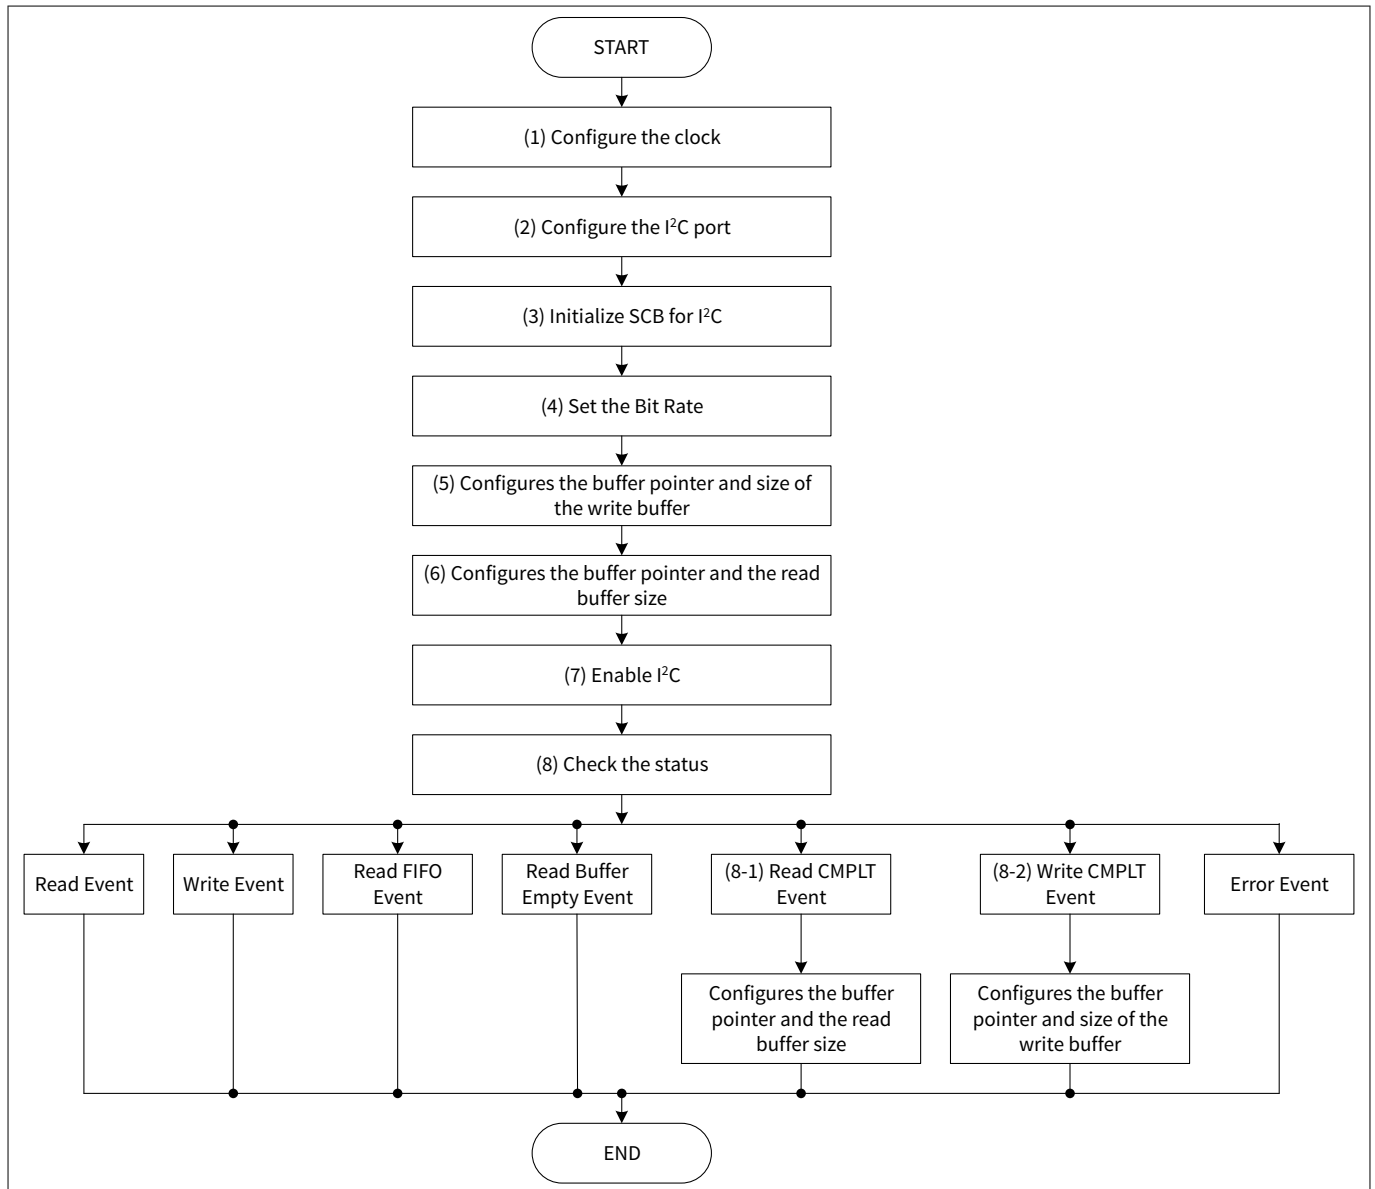 START
(1) Configure the clock
(2) Configure the I²C port
(3) Initialize SCB for I²C
(4) Set the Bit Rate
(5) Configures the buffer pointer and size of
the write buffer
(6) Configures the buffer pointer and the read
buffer size
(7) Enable I²C
(8) Check the status
Read Event
Write Event
Read FIFO
Event
Read Buffer
Empty Event
(8-1) Read CMPLT
Event
(8-2) Write CMPLT
Event
Error Event
Configures the buffer
pointer and the read
buffer size
Configures the buffer
pointer and size of the
write buffer
END